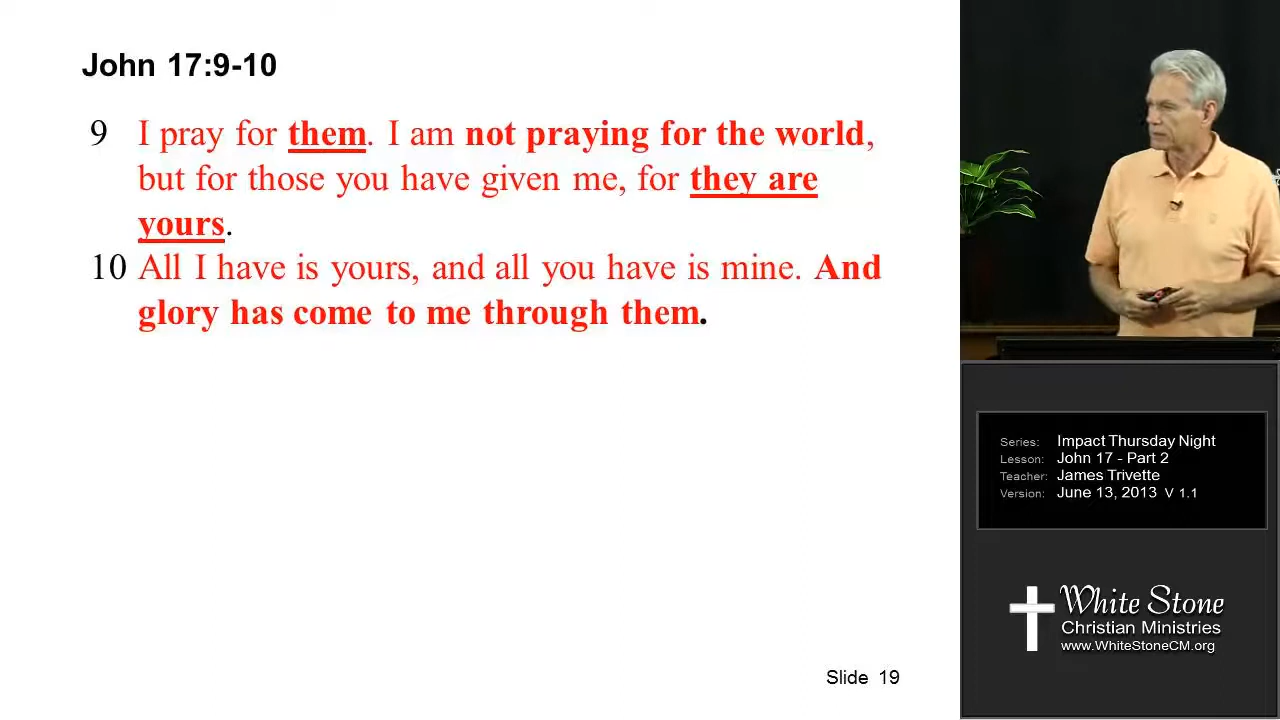 John 17:9-10
9 I pray for them. I am not praying for the world,
but for those you have given me, for they are
yours.
10 All I have is yours, and all you have is mine. And
glory has come to me through them.
Slide 19
Series: Impact Thursday Night
Lesson: John 17 - Part 2
Teacher: James Trivette
Version: June 13, 2013 V 1.1
White Stone
Christian Ministries
www.WhiteStoneCM.org